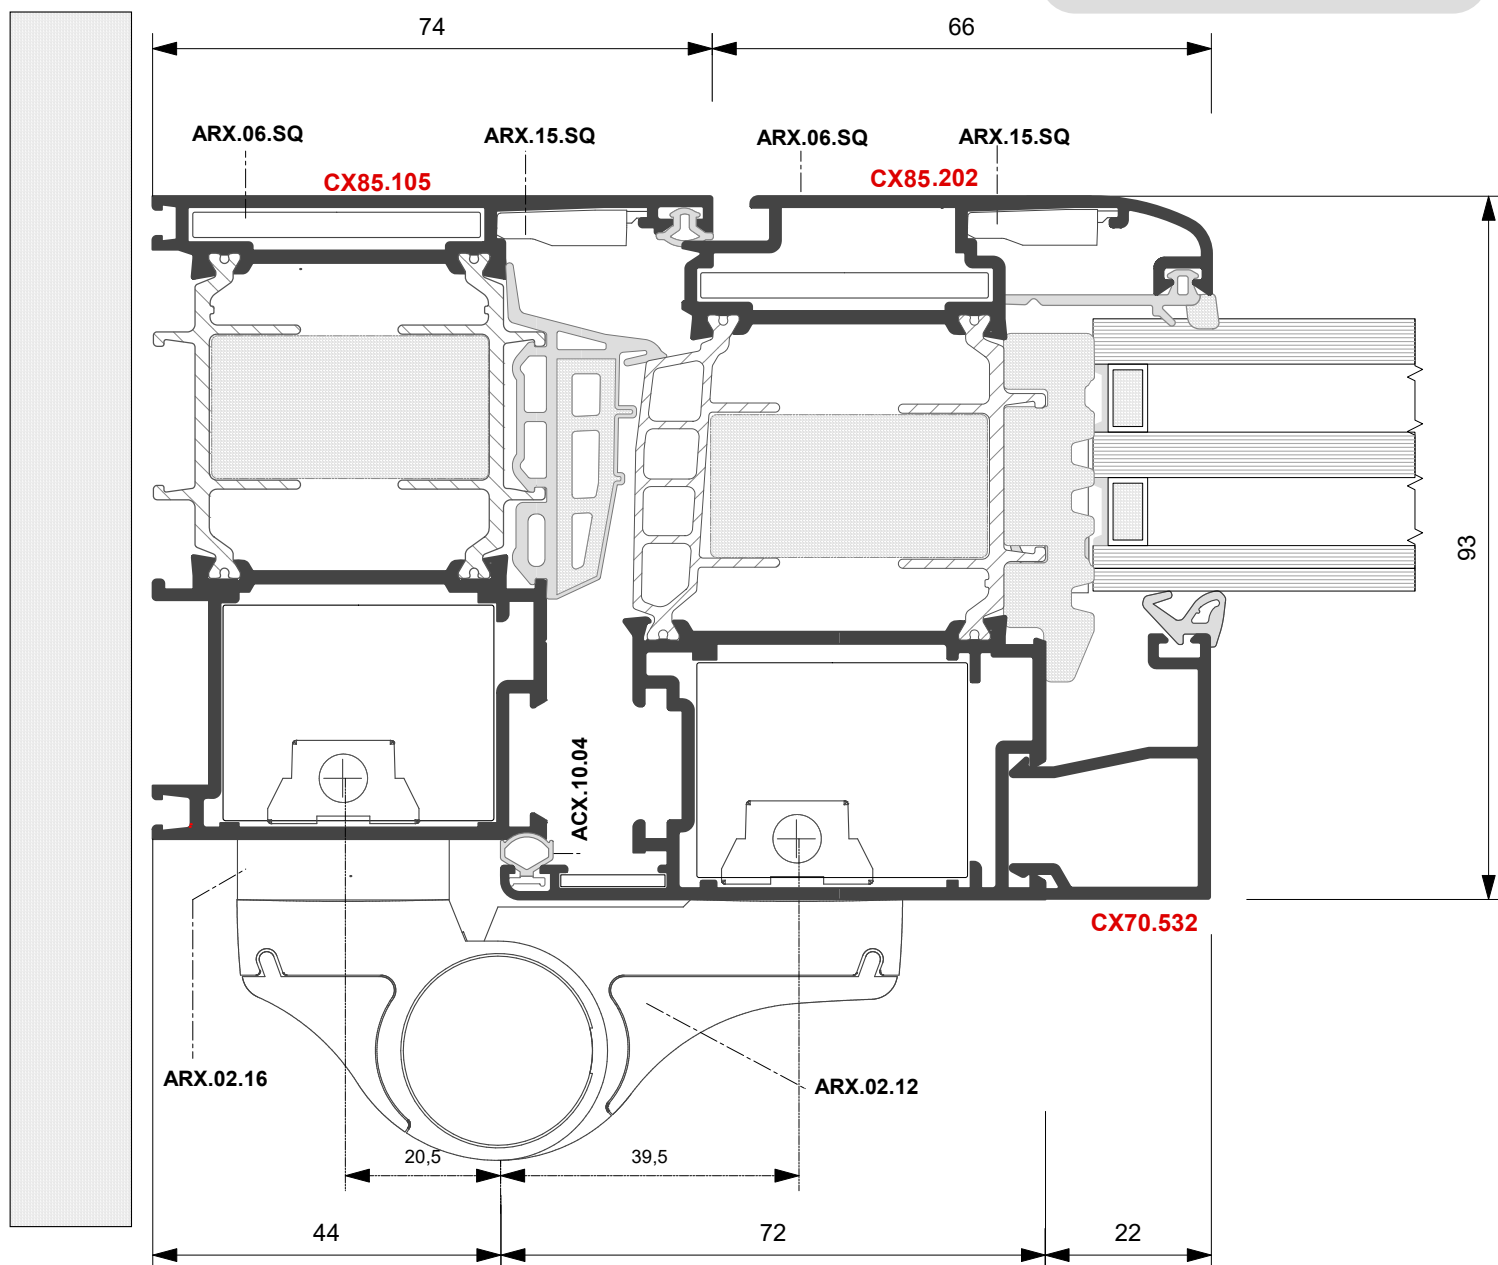 74
66
ARX.06.SQ
ARX.15.SQ
ARX.06.SQ
ARX.15.SQ
CX85.105
CX85.202
93
ACX.10.04
CX70.532
ARX.02.16
ARX.02.12
20,5
39,5
44
72
22